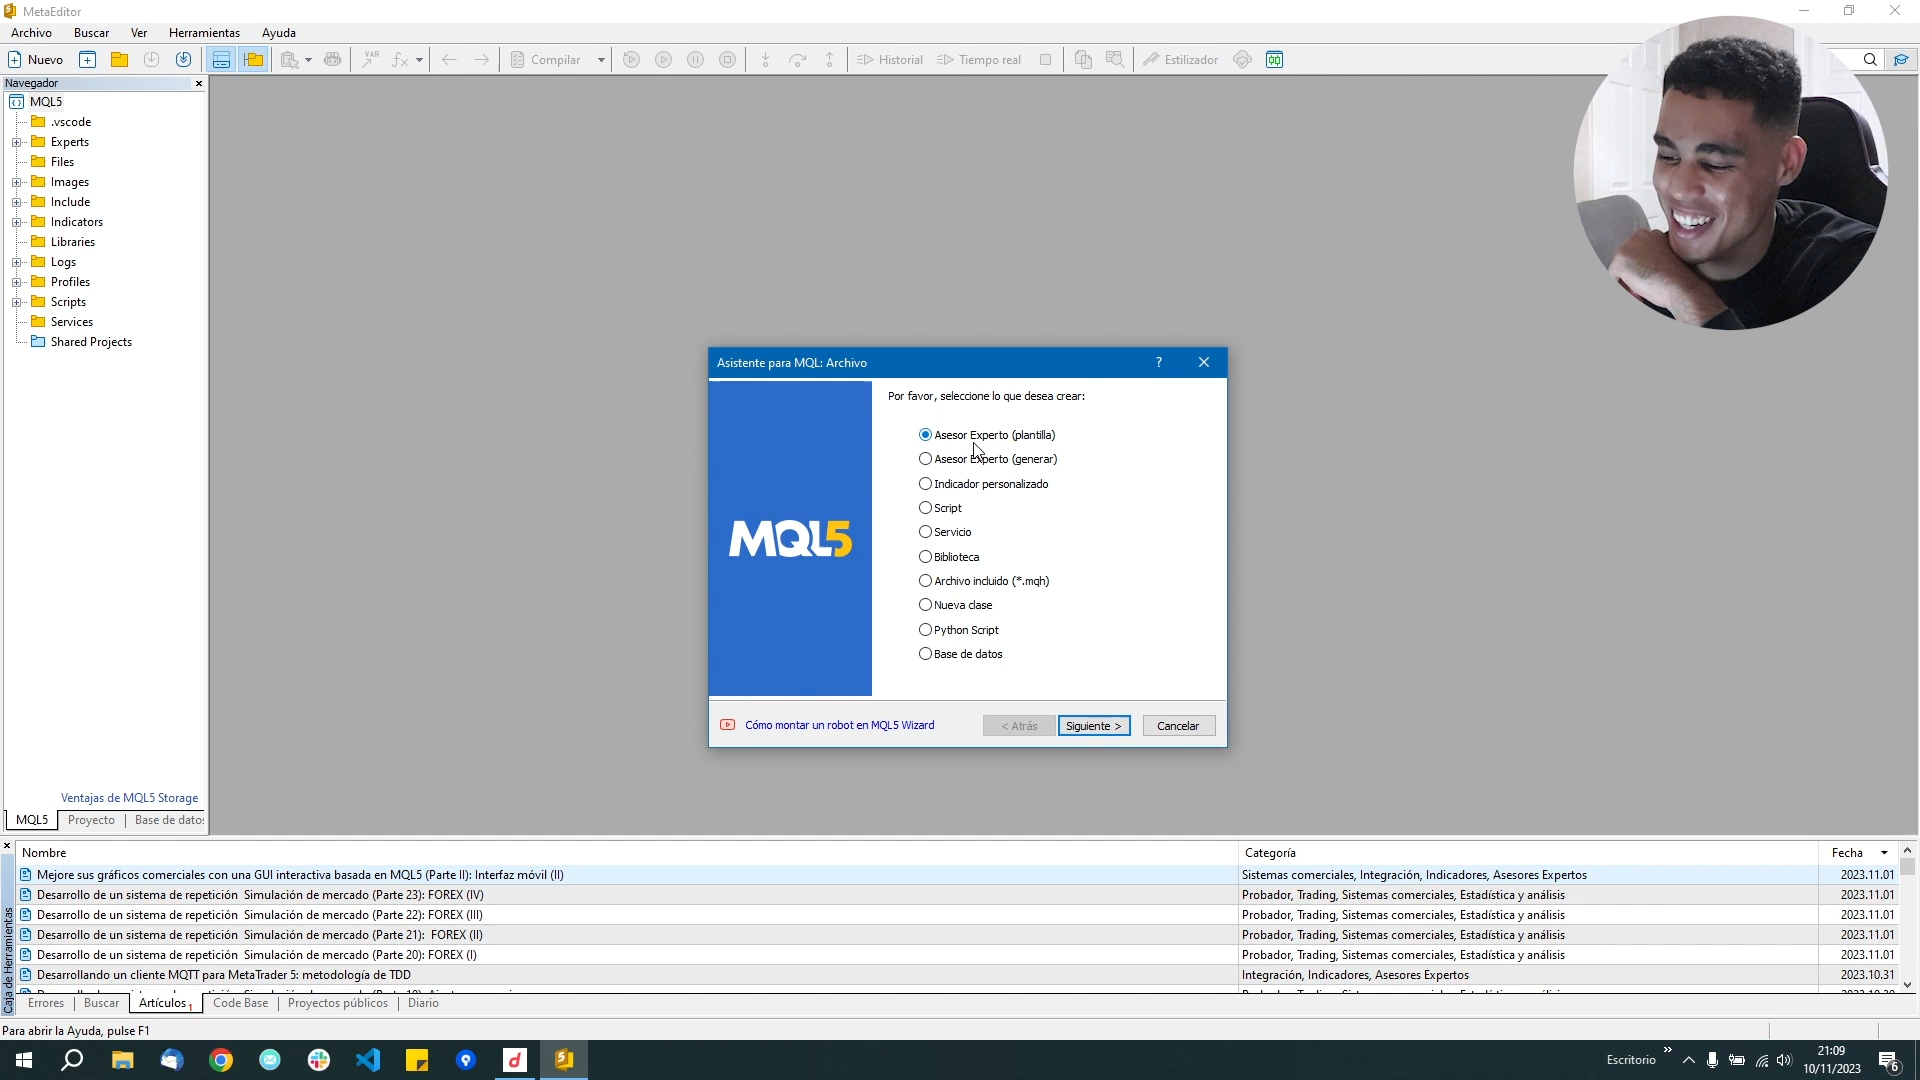 MetaEditor
Archivo Buscar Ver Herramientas Ayuda
Nuevo VAR fx Compilar Historial Tiempo real Estilizador
Navegador
MQL5
.vscode
Experts
Files
Images
Include
Indicators
Libraries
Logs
Profiles
Scripts
Services
Shared Projects
Asistente para MQL: Archivo
Por favor, seleccione lo que desea crear:
Asesor Experto (plantilla)
Asesor Experto (generar)
Indicador personalizado
Script
Servicio
Biblioteca
Archivo incluido (*.mqh)
Nueva clase
Python Script
Base de datos
MQL5
Cómo montar un robot en MQL5 Wizard
< Atrás Siguiente > Cancelar
Ventajas de MQL5 Storage
MQL5 Proyecto Base de datos
Nombre Categoría Fecha
Mejore sus gráficos comerciales con una GUI interactiva basada en MQL5 (Parte II): Interfaz móvil (II) Sistemas comerciales, Integración, Indicadores, Asesores Expertos 2023.11.01
Desarrollo de un sistema de repetición Simulación de mercado (Parte 23): FOREX (IV) Probador, Trading, Sistemas comerciales, Estadística y análisis 2023.11.01
Desarrollo de un sistema de repetición Simulación de mercado (Parte 22): FOREX (III) Probador, Trading, Sistemas comerciales, Estadística y análisis 2023.11.01
Desarrollo de un sistema de repetición Simulación de mercado (Parte 21): FOREX (II) Probador, Trading, Sistemas comerciales, Estadística y análisis 2023.11.01
Desarrollo de un sistema de repetición Simulación de mercado (Parte 20): FOREX (I) Probador, Trading, Sistemas comerciales, Estadística y análisis 2023.11.01
Desarrollando un cliente MQTT para MetaTrader 5: metodología de TDD Integración, Indicadores, Asesores Expertos 2023.10.31
Caja de Herramientas
Errores Buscar Artículos 1 Code Base Proyectos públicos Diario
Para abrir la Ayuda, pulse F1
Escritorio
21:09
10/11/2023
6